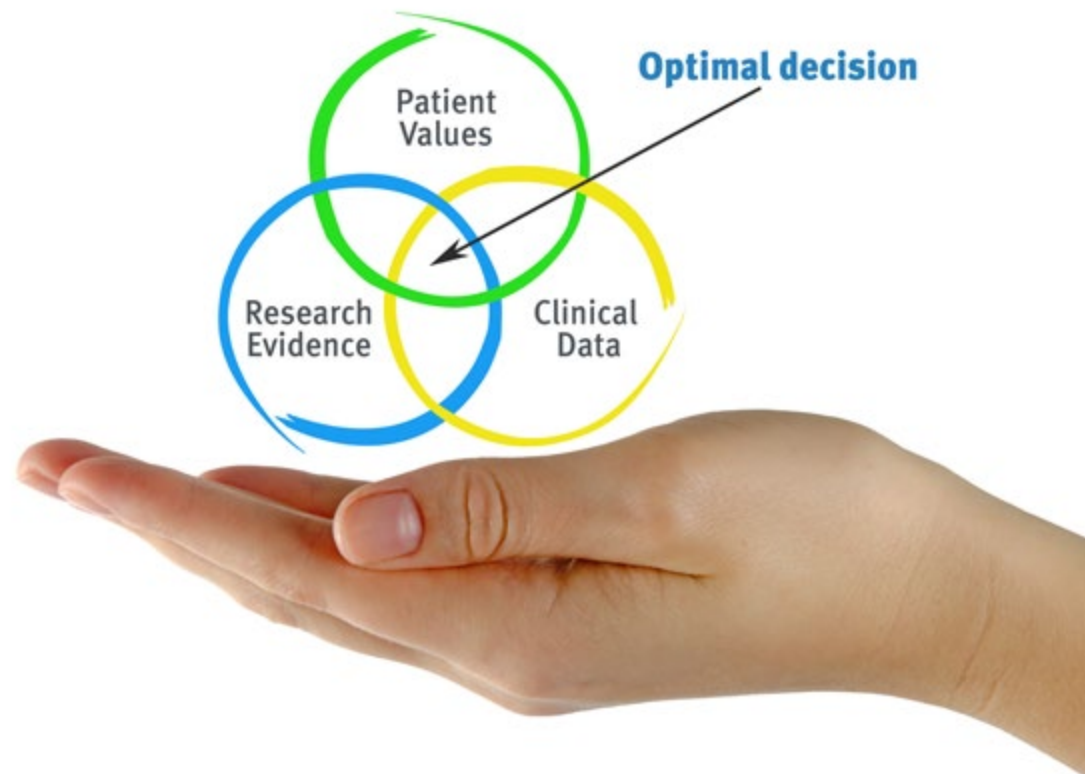 Optimal decision
Patient
Values
Research
Evidence
Clinical
Data